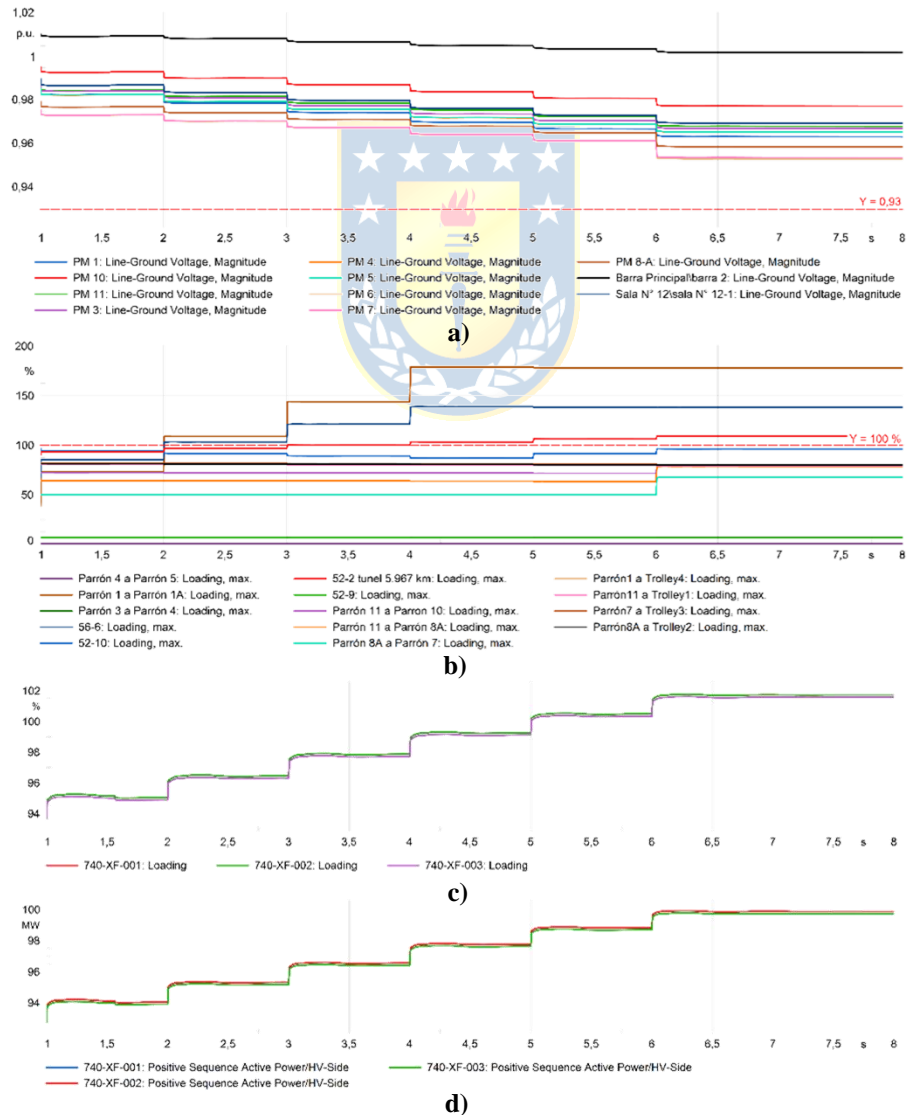 1,02
p.u.
1
0.98
0.96
0,94
Y = 0,93
1 1,5 2 2,5 3 3,5 4 4,5 5 5,5 6 6,5 7 7,5 s 8
PM 1: Line-Ground Voltage, Magnitude PM 4: Line-Ground Voltage, Magnitude PM 8-A: Line-Ground Voltage, Magnitude
PM 10: Line-Ground Voltage, Magnitude PM 5: Line-Ground Voltage, Magnitude Barra Principal\barra 2: Line-Ground Voltage, Magnitude
PM 11: Line-Ground Voltage, Magnitude PM 6: Line-Ground Voltage, Magnitude Sala N° 12\sala N° 12-1: Line-Ground Voltage, Magnitude
PM 3: Line-Ground Voltage, Magnitude PM 7: Line-Ground Voltage, Magnitude
a)
200
%
150
100
Y = 100 %
50
0
1 1,5 2 2,5 3 3,5 4 4,5 5 5,5 6 6,5 7 7,5 s 8
Parrón 4 a Parrón 5: Loading, max. 52-2 tunel 5.967 km: Loading, max. Parrón1 a Trolley4: Loading, max.
Parrón 1 a Parrón 1A: Loading, max. 52-9: Loading, max. Parrón11 a Trolley1: Loading, max.
Parrón 3 a Parrón 4: Loading, max. Parrón 11 a Parron 10: Loading, max. Parrón7 a Trolley3: Loading, max.
56-6: Loading, max. Parrón 11 a Parrón 8A: Loading, max. Parrón8A a Trolley2: Loading, max.
52-10: Loading, max. Parrón 8A a Parrón 7: Loading, max.
b)
102
%
100
98
96
94
1 1,5 2 2,5 3 3,5 4 4,5 5 5,5 6 6,5 7 7,5 s 8
740-XF-001: Loading 740-XF-002: Loading 740-XF-003: Loading
c)
100
MW
98
96
94
1 1,5 2 2,5 3 3,5 4 4,5 5 5,5 6 6,5 7 7,5 s 8
740-XF-001: Positive Sequence Active Power/HV-Side 740-XF-003: Positive Sequence Active Power/HV-Side
740-XF-002: Positive Sequence Active Power/HV-Side
d)